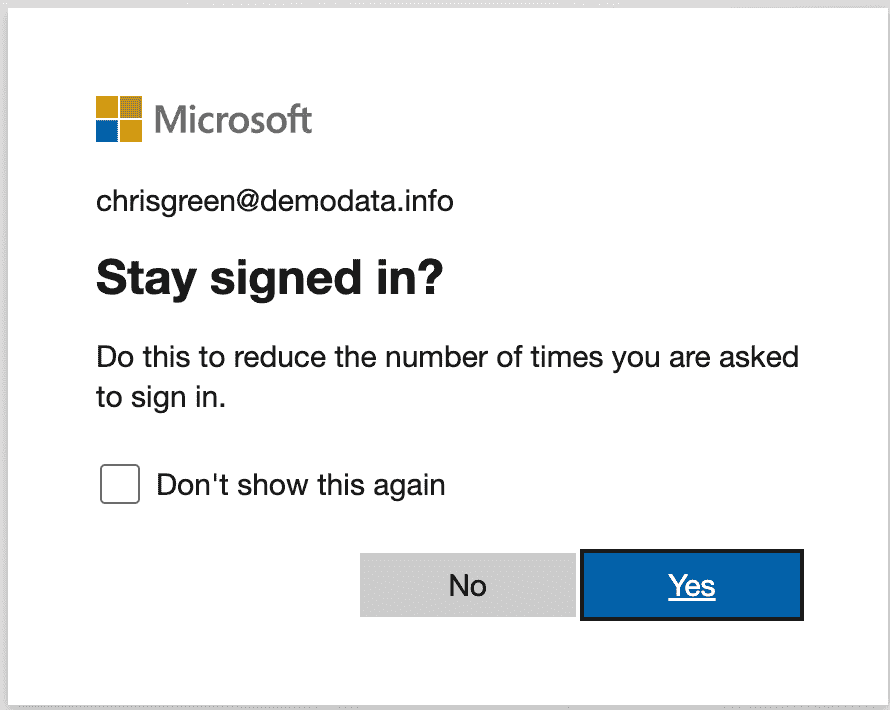 Microsoft
chrisgreen@demodata.info
Stay signed in?
Do this to reduce the number of times you are asked
to sign in.
Don't show this again
No
Yes